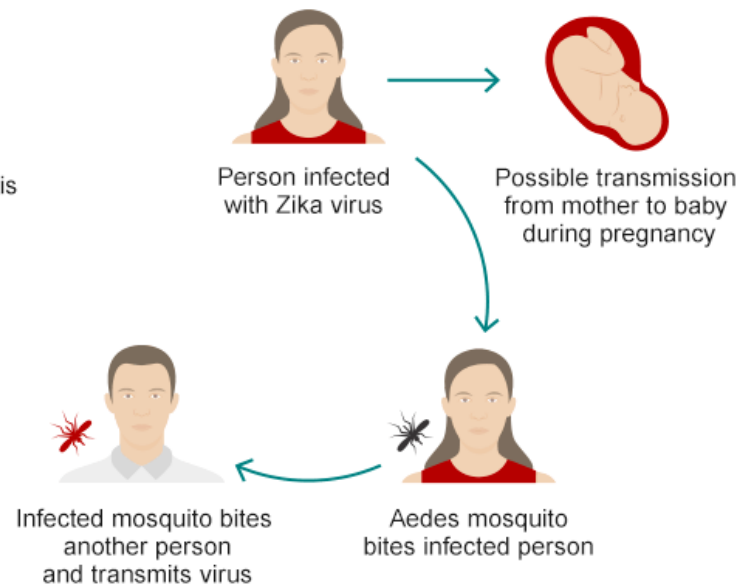 is
Person infected
with Zika virus
Possible transmission
from mother to baby
during pregnancy
Aedes mosquito
bites infected person
Infected mosquito bites
another person
and transmits virus